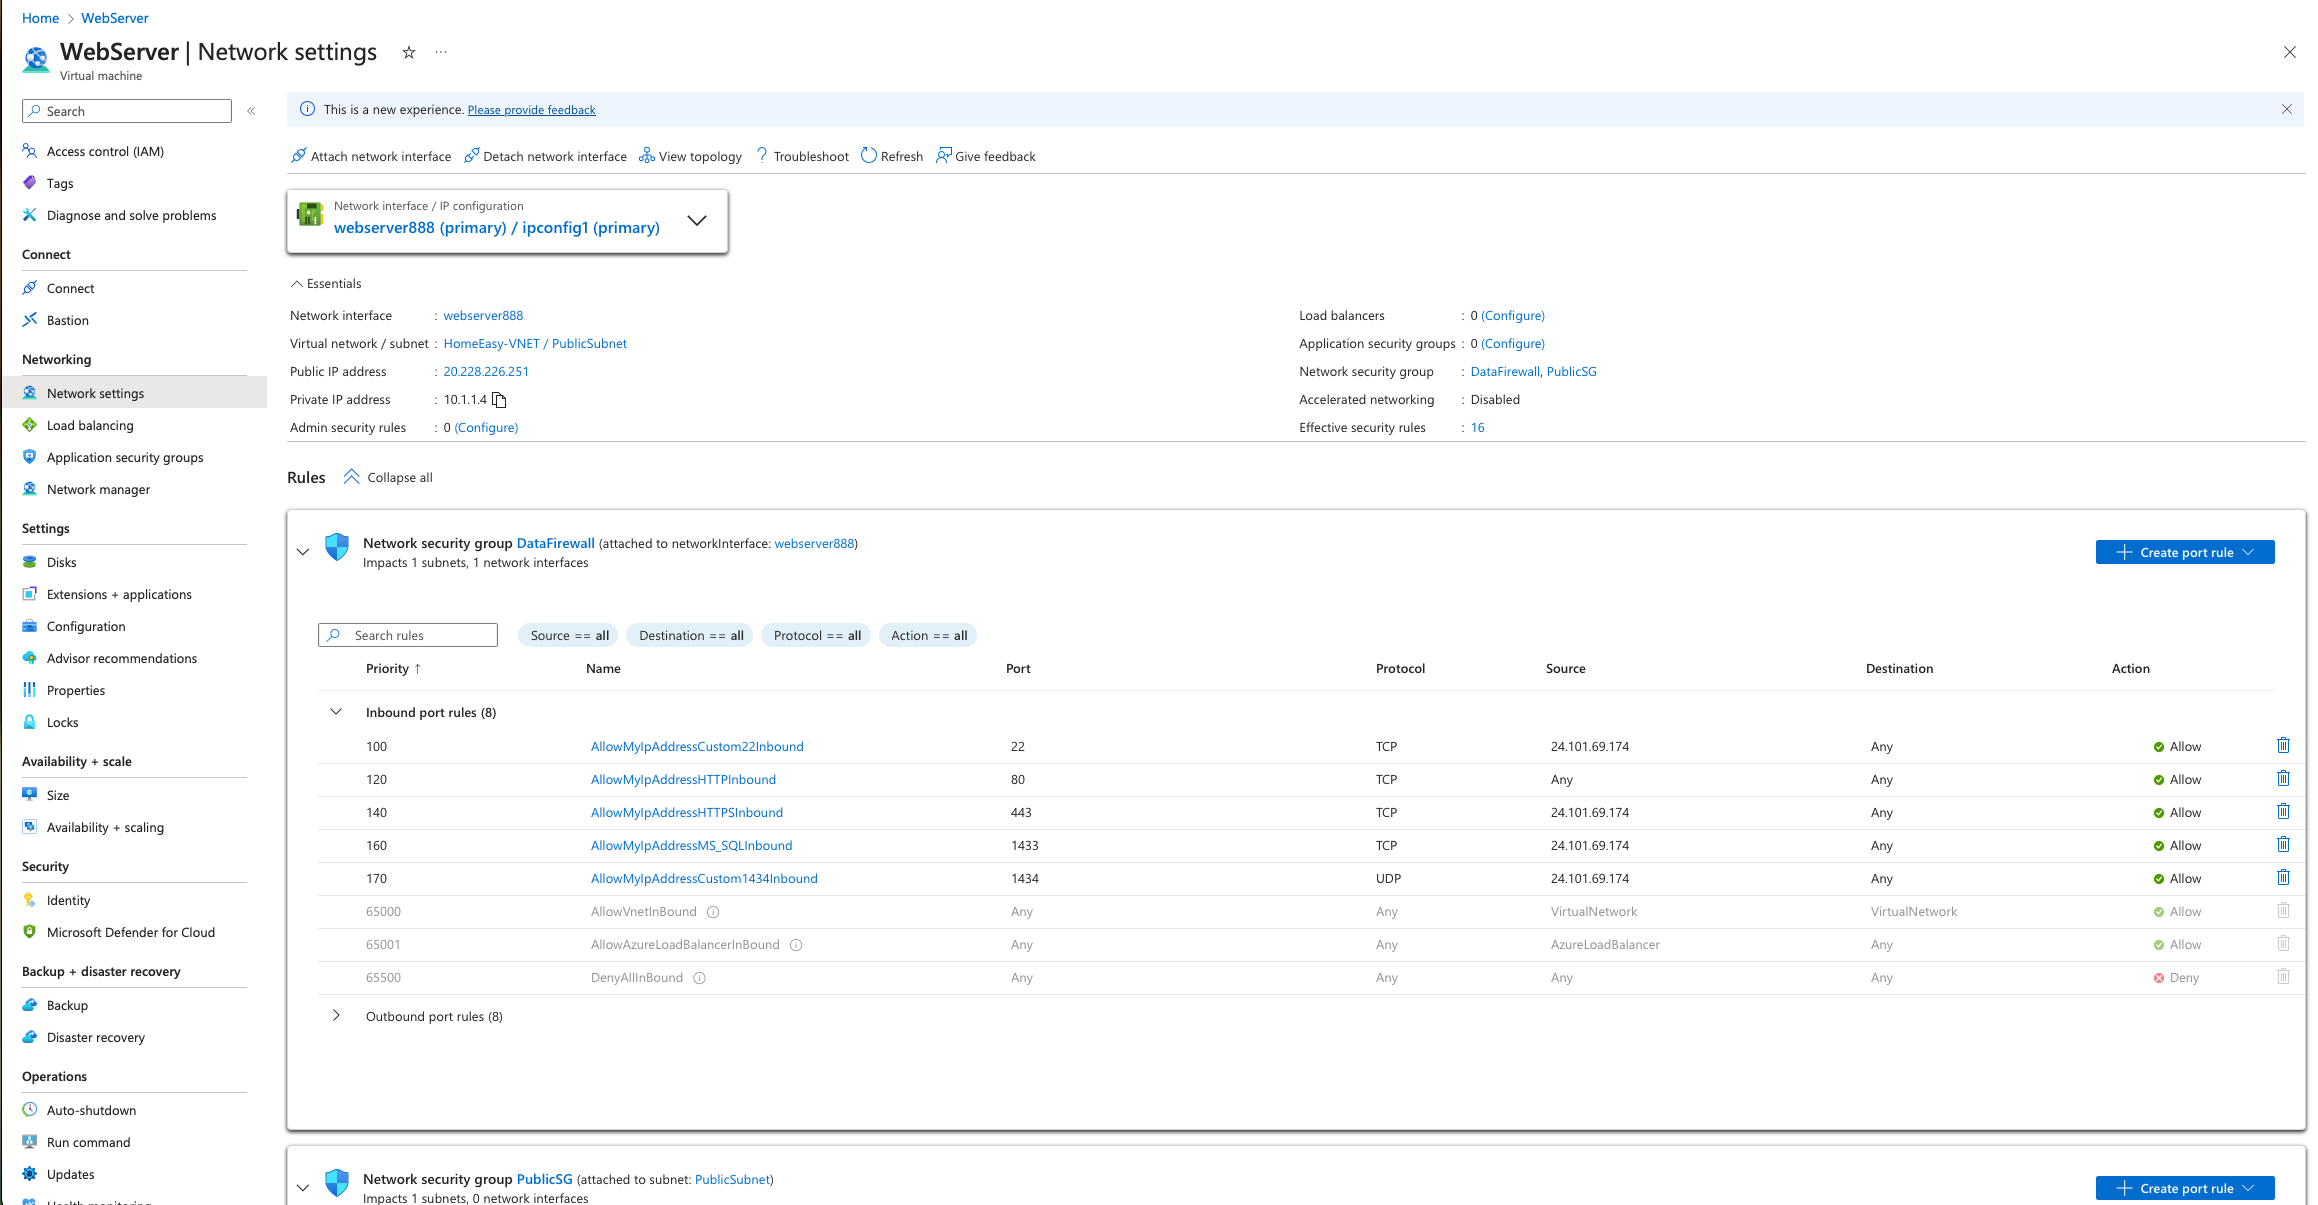 Home > WebServer
WebServer | Network settings
Virtual machine
Search
Access control (IAM)
Tags
Diagnose and solve problems
Connect
Connect
Bastion
Networking
Network settings
Load balancing
Application security groups
Network manager
Settings
Disks
Extensions + applications
Configuration
Advisor recommendations
Properties
Locks
Availability + scale
Size
Availability + scaling
Security
Identity
Microsoft Defender for Cloud
Backup + disaster recovery
Backup
Disaster recovery
Operations
Auto-shutdown
Run command
Updates
This is a new experience. Please provide feedback
Attach network interface Detach network interface View topology ? Troubleshoot Refresh Give feedback
Network interface / IP configuration
webserver888 (primary) / ipconfig1 (primary)
Essentials
Network interface : webserver888
Virtual network / subnet : HomeEasy-VNET / PublicSubnet
Public IP address : 20.228.226.251
Private IP address : 10.1.1.4
Admin security rules : 0 (Configure)
Load balancers : 0 (Configure)
Application security groups : 0 (Configure)
Network security group : DataFirewall, PublicSG
Accelerated networking : Disabled
Effective security rules : 16
Rules Collapse all
Network security group DataFirewall (attached to networkInterface: webserver888)
Impacts 1 subnets, 1 network interfaces
+ Create port rule
Search rules Source == all Destination == all Protocol == all Action == all
Priority ↑ Name Port Protocol Source Destination Action
Inbound port rules (8)
100 AllowMyIpAddressCustom22Inbound 22 TCP 24.101.69.174 Any Allow
120 AllowMyIpAddressHTTPInbound 80 TCP Any Any Allow
140 AllowMyIpAddressHTTPSInbound 443 TCP 24.101.69.174 Any Allow
160 AllowMyIpAddressMS_SQLInbound 1433 TCP 24.101.69.174 Any Allow
170 AllowMyIpAddressCustom1434Inbound 1434 UDP 24.101.69.174 Any Allow
65000 AllowVnetInBound Any Any VirtualNetwork VirtualNetwork Allow
65001 AllowAzureLoadBalancerInBound Any Any AzureLoadBalancer Any Allow
65500 DenyAllInBound Any Any Any Any Deny
Outbound port rules (8)
Network security group PublicSG (attached to subnet: PublicSubnet)
Impacts 1 subnets, 0 network interfaces
+ Create port rule